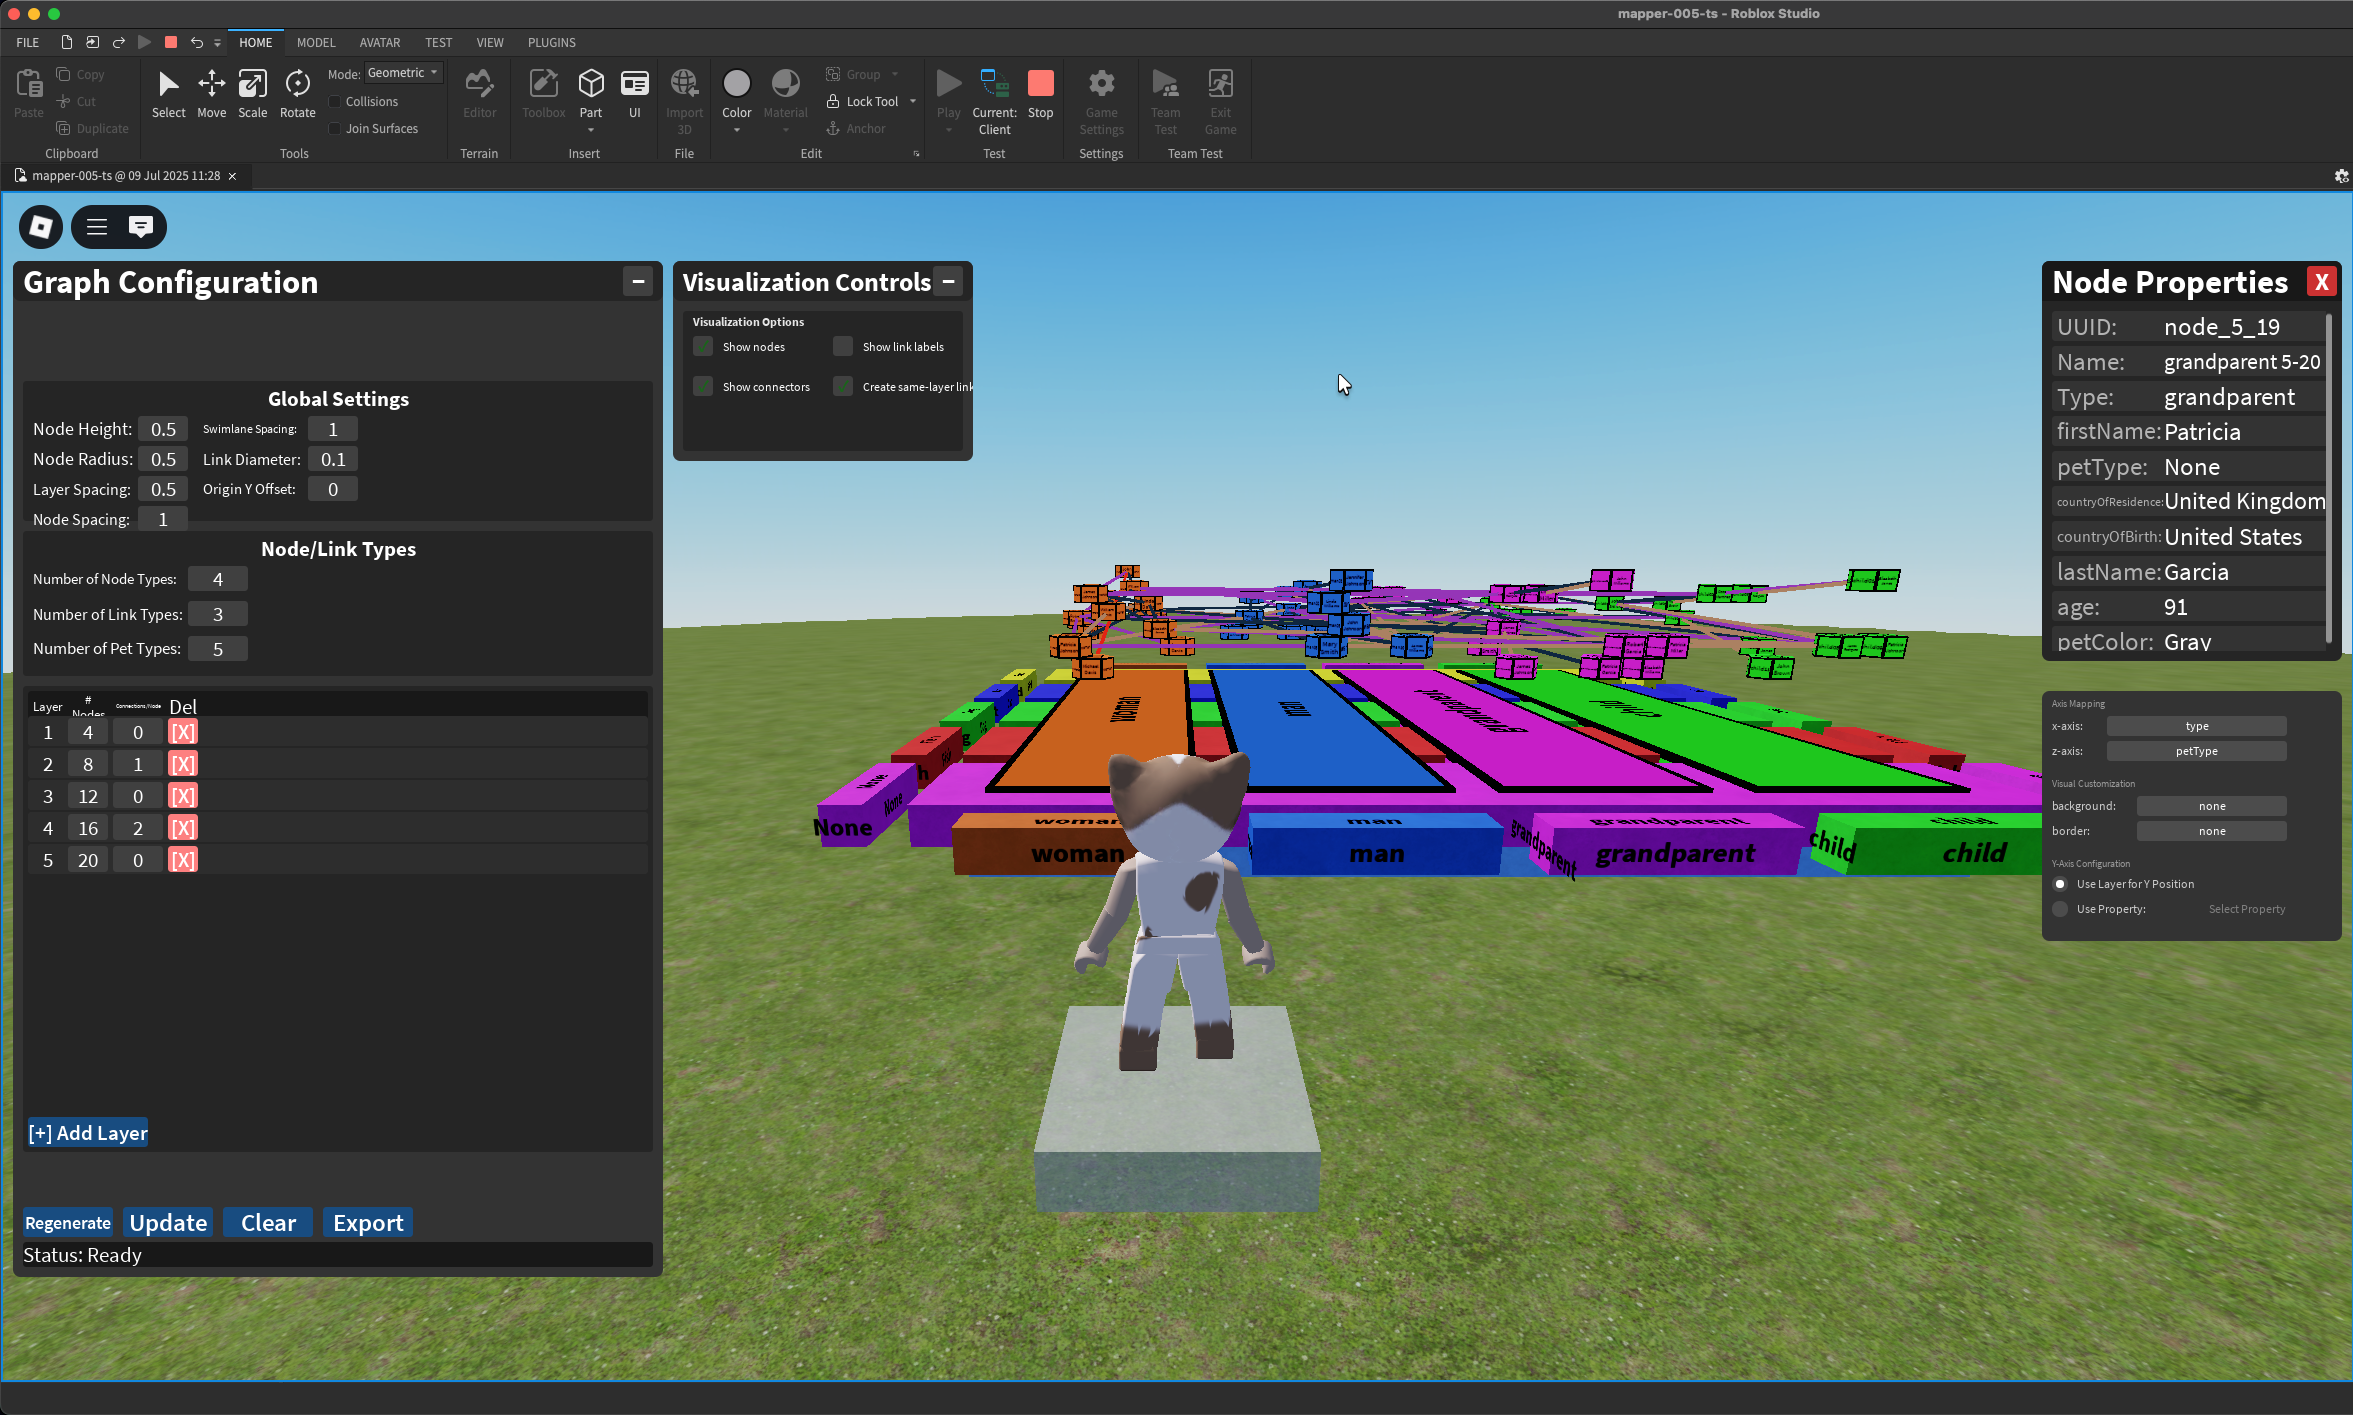 mapper-005-ts - Roblox Studio
FILE HOME MODEL AVATAR TEST VIEW PLUGINS
Paste
Copy
Cut
Duplicate
Clipboard
Select Move Scale Rotate
Mode: Geometric
Collisions
Join Surfaces
Tools
Editor
Terrain
Toolbox Part UI
Insert
Import
3D
File
Color Material
Group
Lock Tool
Anchor
Edit
Play
Current:
Client
Stop
Test
Game
Settings
Settings
Team
Test
Exit
Game
Team Test
mapper-005-ts @ 09 Jul 2025 11:28 ×
Graph Configuration −
Global Settings
Node Height: 0.5 Swimlane Spacing: 1
Node Radius: 0.5 Link Diameter: 0.1
Layer Spacing: 0.5 Origin Y Offset: 0
Node Spacing: 1
Node/Link Types
Number of Node Types: 4
Number of Link Types: 3
Number of Pet Types: 5
Layer # Nodes Connections/Node Del
1 4 0 [X]
2 8 1 [X]
3 12 0 [X]
4 16 2 [X]
5 20 0 [X]
[+] Add Layer
Regenerate Update Clear Export
Status: Ready
Visualization Controls −
Visualization Options
Show nodes Show link labels
Show connectors Create same-layer link
Node Properties X
UUID: node_5_19
Name: grandparent 5-20
Type: grandparent
firstName: Patricia
petType: None
countryOfResidence: United Kingdom
countryOfBirth: United States
lastName: Garcia
age: 91
petColor: Gray
Axis Mapping
x-axis: type
z-axis: petType
Visual Customization
background: none
border: none
Y-Axis Configuration
Use Layer for Y Position
Use Property: Select Property
woman man grandparent child
None None None
woman man grandparent child
woman man grandparent grandparent child child